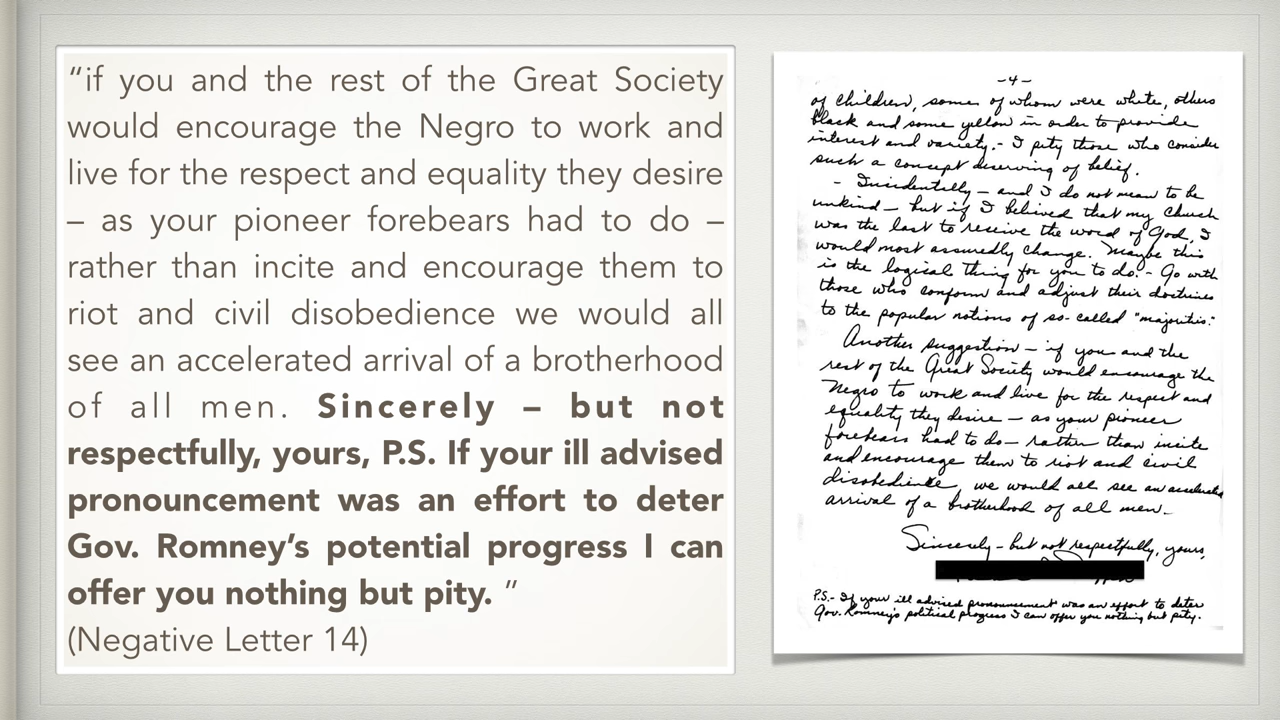 “if you and the rest of the Great Society
would encourage the Negro to work and
live for the respect and equality they desire
– as your pioneer forebears had to do –
rather than incite and encourage them to
riot and civil disobedience we would all
see an accelerated arrival of a brotherhood
of all men. Sincerely – but not
respectfully, yours, P.S. If your ill advised
pronouncement was an effort to deter
Gov. Romney’s potential progress I can
offer you nothing but pity. ”
(Negative Letter 14)
-4-
of children, some of whom were white, others
black and some yellow in order to provide
interest and variety.- I pity those who consider
such a concept deserving of belief.
- Incidentally - and I do not mean to be
unkind - but if I belived that my Church
was the last to receive the word of God, I
would most assuredly change. Maybe this
is the logical thing for you to do. - Go with
those who conform and adjust their doctrines
to the popular notions of so-called "majoritis."
Another suggestion - if you and the
rest of the Great Society would encourage the
Negro to work and live for the respect and
equality they desire - as your pioneer
forebears had to do - rather than incite
and encourage them to riot and civil
disobedience, we would all see an accelerated
arrival of a brotherhood of all men.-
Sincerely - but not respectfully, yours,
P.S.- If your ill advised pronouncement was an effort to deter
Gov. Romney's political progress I can offer you nothing but pity.